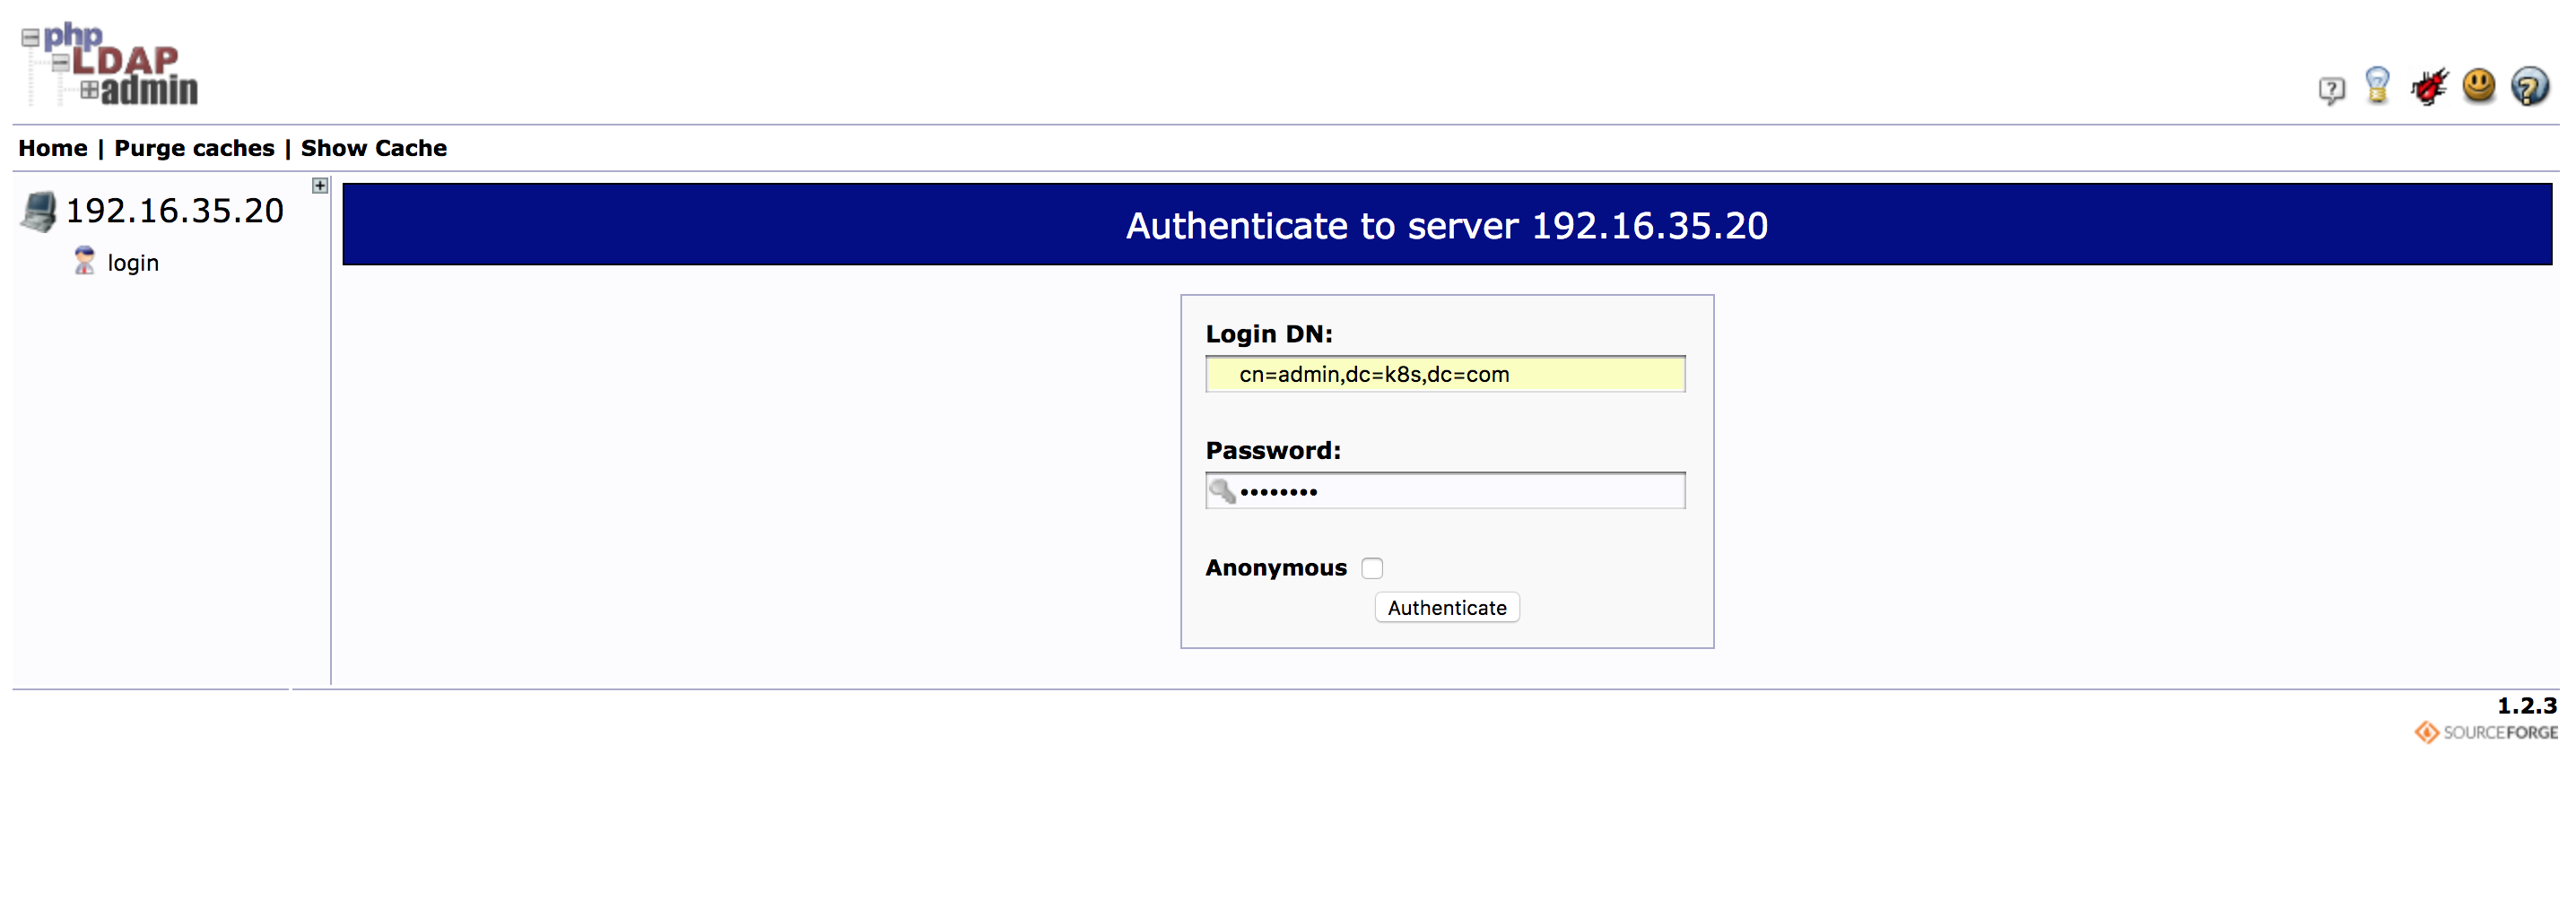 php
LDAP
admin
Home | Purge caches | Show Cache
192.16.35.20
login
Authenticate to server 192.16.35.20
Login DN:
cn=admin,dc=k8s,dc=com
Password:
••••••••
Anonymous
Authenticate
1.2.3
SOURCEFORGE